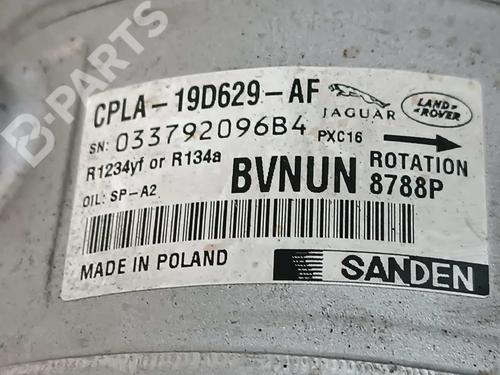 B-PARTS
CPLA-19D629-AF
JAGUAR
LAND-
ROVER
SN: 033792096B4 PXC16
R1234yf or R134a
BVNUN
ROTATION
8788P
OIL: SP-A2
MADE IN POLAND
SANDEN